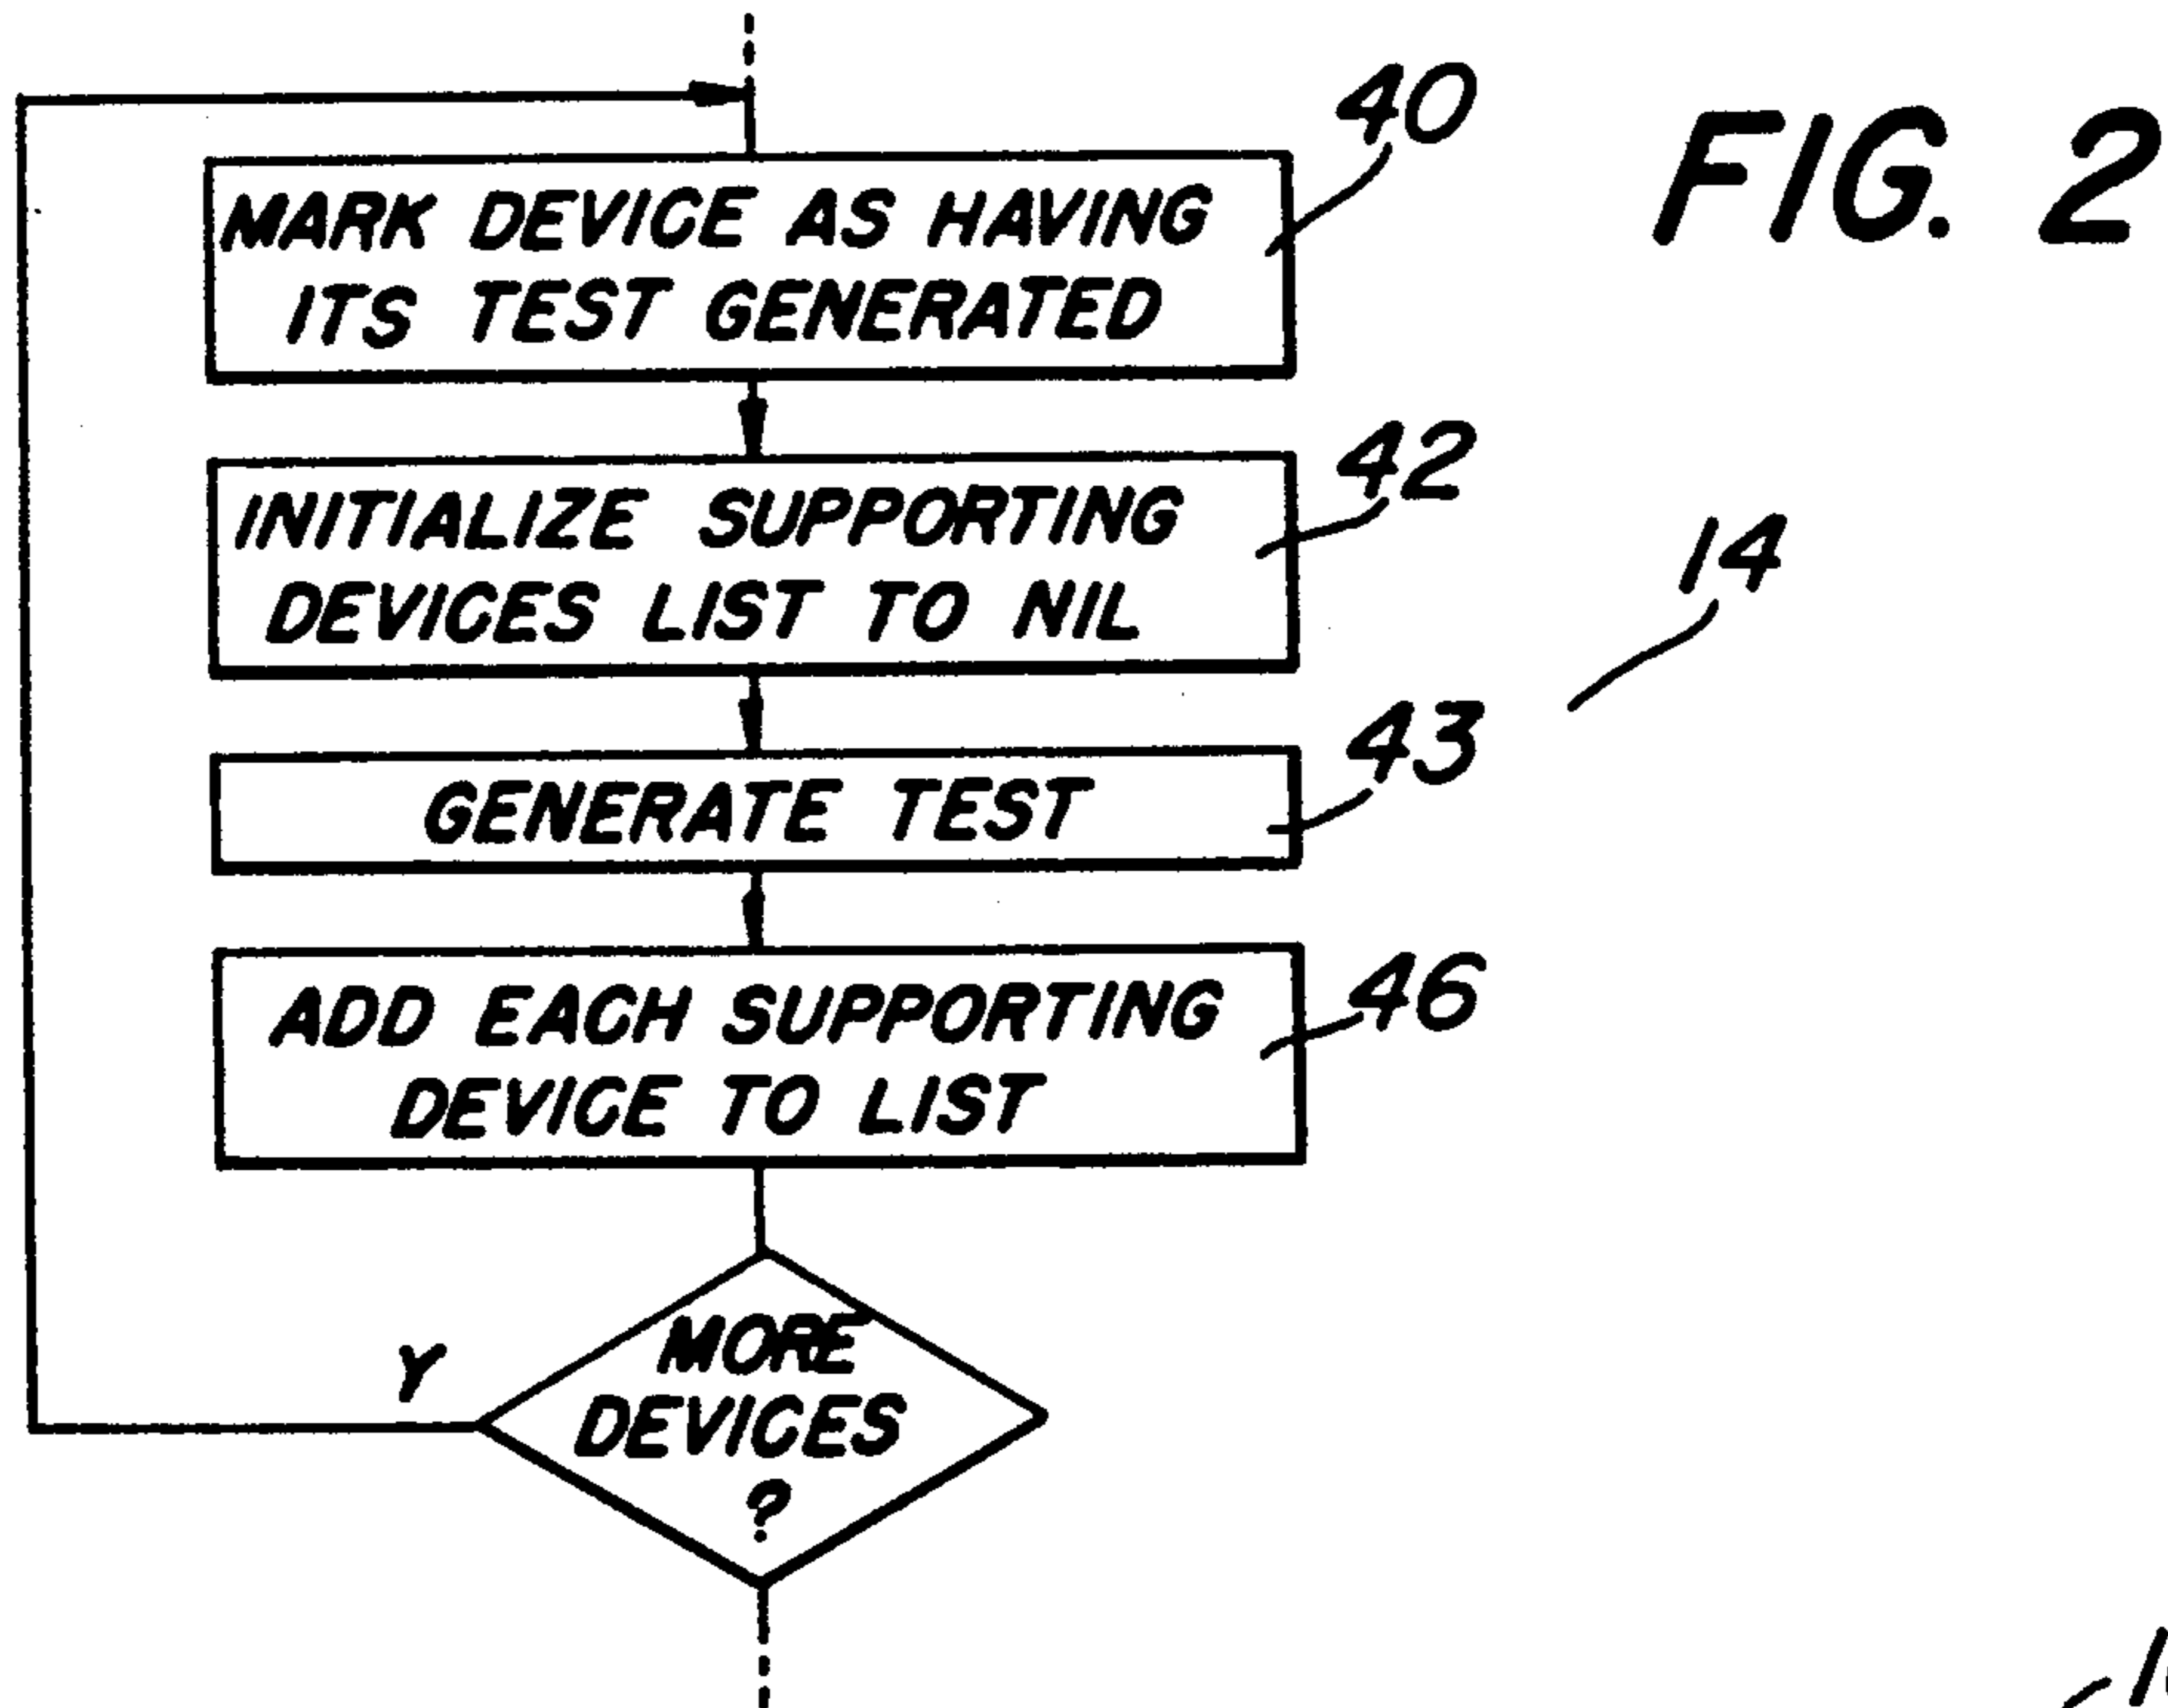 FIG. 2
40
MARK DEVICE AS HAVING
ITS TEST GENERATED
42
INITIALIZE SUPPORTING
DEVICES LIST TO NIL
14
43
GENERATE TEST
46
ADD EACH SUPPORTING
DEVICE TO LIST
MORE
DEVICES
?
Y